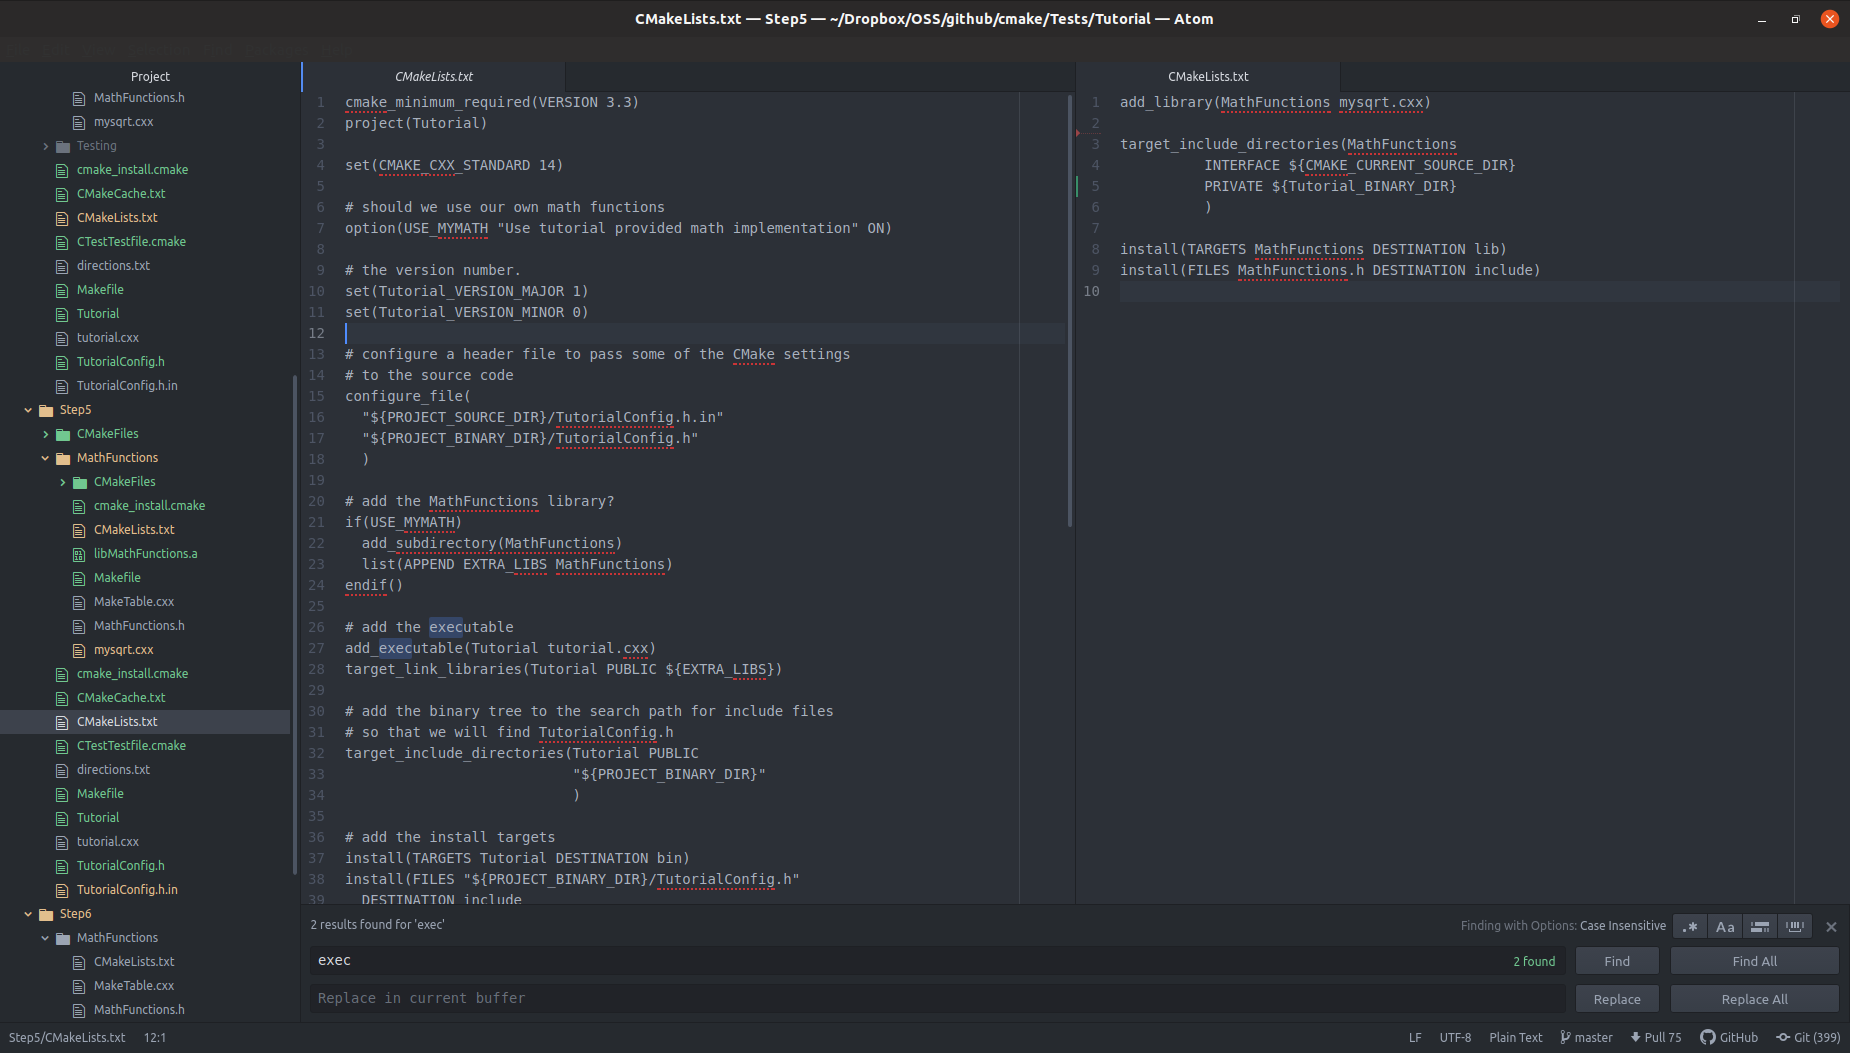 CMakeLists.txt — Step5 — ~/Dropbox/OSS/github/cmake/Tests/Tutorial — Atom
Project
MathFunctions.h
mysqrt.cxx
Testing
cmake_install.cmake
CMakeCache.txt
CMakeLists.txt
CTestTestfile.cmake
directions.txt
Makefile
Tutorial
tutorial.cxx
TutorialConfig.h
TutorialConfig.h.in
Step5
CMakeFiles
MathFunctions
CMakeFiles
cmake_install.cmake
CMakeLists.txt
libMathFunctions.a
Makefile
MakeTable.cxx
MathFunctions.h
mysqrt.cxx
cmake_install.cmake
CMakeCache.txt
CMakeLists.txt
CTestTestfile.cmake
directions.txt
Makefile
Tutorial
tutorial.cxx
TutorialConfig.h
TutorialConfig.h.in
Step6
MathFunctions
CMakeLists.txt
MakeTable.cxx
MathFunctions.h
CMakeLists.txt
1 cmake_minimum_required(VERSION 3.3)
2 project(Tutorial)
3
4 set(CMAKE_CXX_STANDARD 14)
5
6 # should we use our own math functions
7 option(USE_MYMATH "Use tutorial provided math implementation" ON)
8
9 # the version number.
10 set(Tutorial_VERSION_MAJOR 1)
11 set(Tutorial_VERSION_MINOR 0)
12
13 # configure a header file to pass some of the CMake settings
14 # to the source code
15 configure_file(
16   "${PROJECT_SOURCE_DIR}/TutorialConfig.h.in"
17   "${PROJECT_BINARY_DIR}/TutorialConfig.h"
18   )
19
20 # add the MathFunctions library?
21 if(USE_MYMATH)
22   add_subdirectory(MathFunctions)
23   list(APPEND EXTRA_LIBS MathFunctions)
24 endif()
25
26 # add the executable
27 add_executable(Tutorial tutorial.cxx)
28 target_link_libraries(Tutorial PUBLIC ${EXTRA_LIBS})
29
30 # add the binary tree to the search path for include files
31 # so that we will find TutorialConfig.h
32 target_include_directories(Tutorial PUBLIC
33                            "${PROJECT_BINARY_DIR}"
34                            )
35
36 # add the install targets
37 install(TARGETS Tutorial DESTINATION bin)
38 install(FILES "${PROJECT_BINARY_DIR}/TutorialConfig.h"
39   DESTINATION include
CMakeLists.txt
1 add_library(MathFunctions mysqrt.cxx)
2
3 target_include_directories(MathFunctions
4           INTERFACE ${CMAKE_CURRENT_SOURCE_DIR}
5           PRIVATE ${Tutorial_BINARY_DIR}
6           )
7
8 install(TARGETS MathFunctions DESTINATION lib)
9 install(FILES MathFunctions.h DESTINATION include)
10
2 results found for 'exec'
Finding with Options: Case Insensitive
.* Aa
exec
2 found
Find
Find All
Replace in current buffer
Replace
Replace All
Step5/CMakeLists.txt 12:1
LF UTF-8 Plain Text master Pull 75 GitHub Git (399)